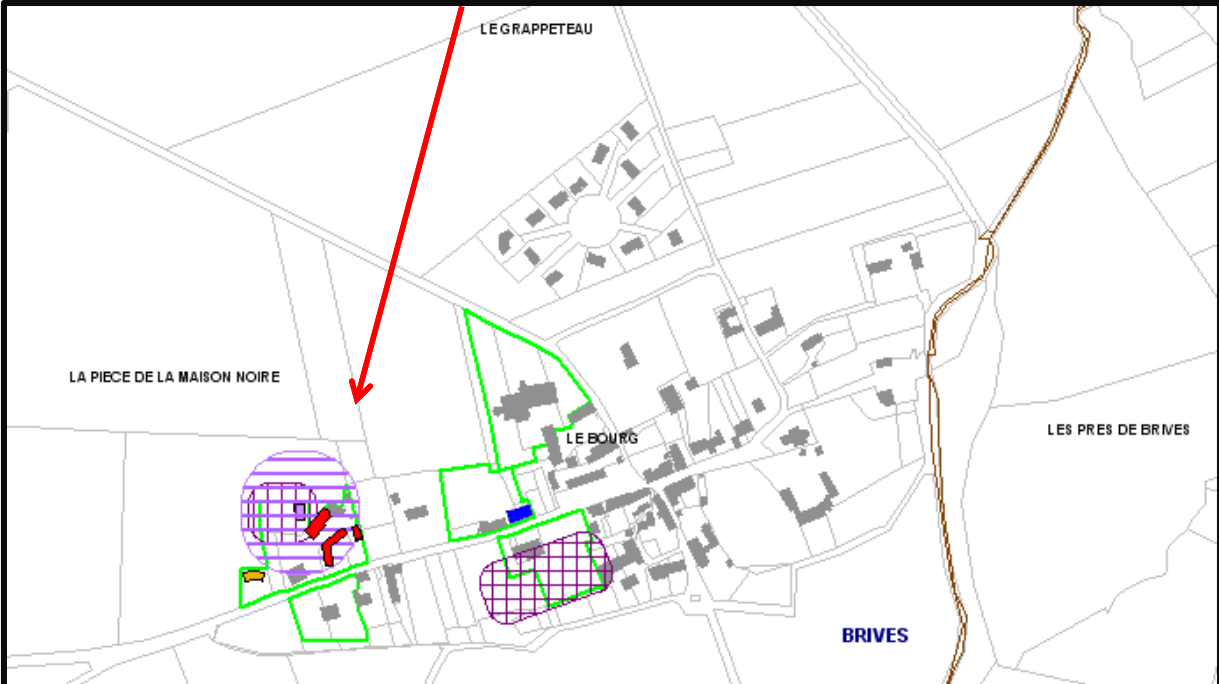 LE GRAPPETEAU
LA PIECE DE LA MAISON NOIRE
LE BOURG
LES PRES DE BRIVES
BRIVES